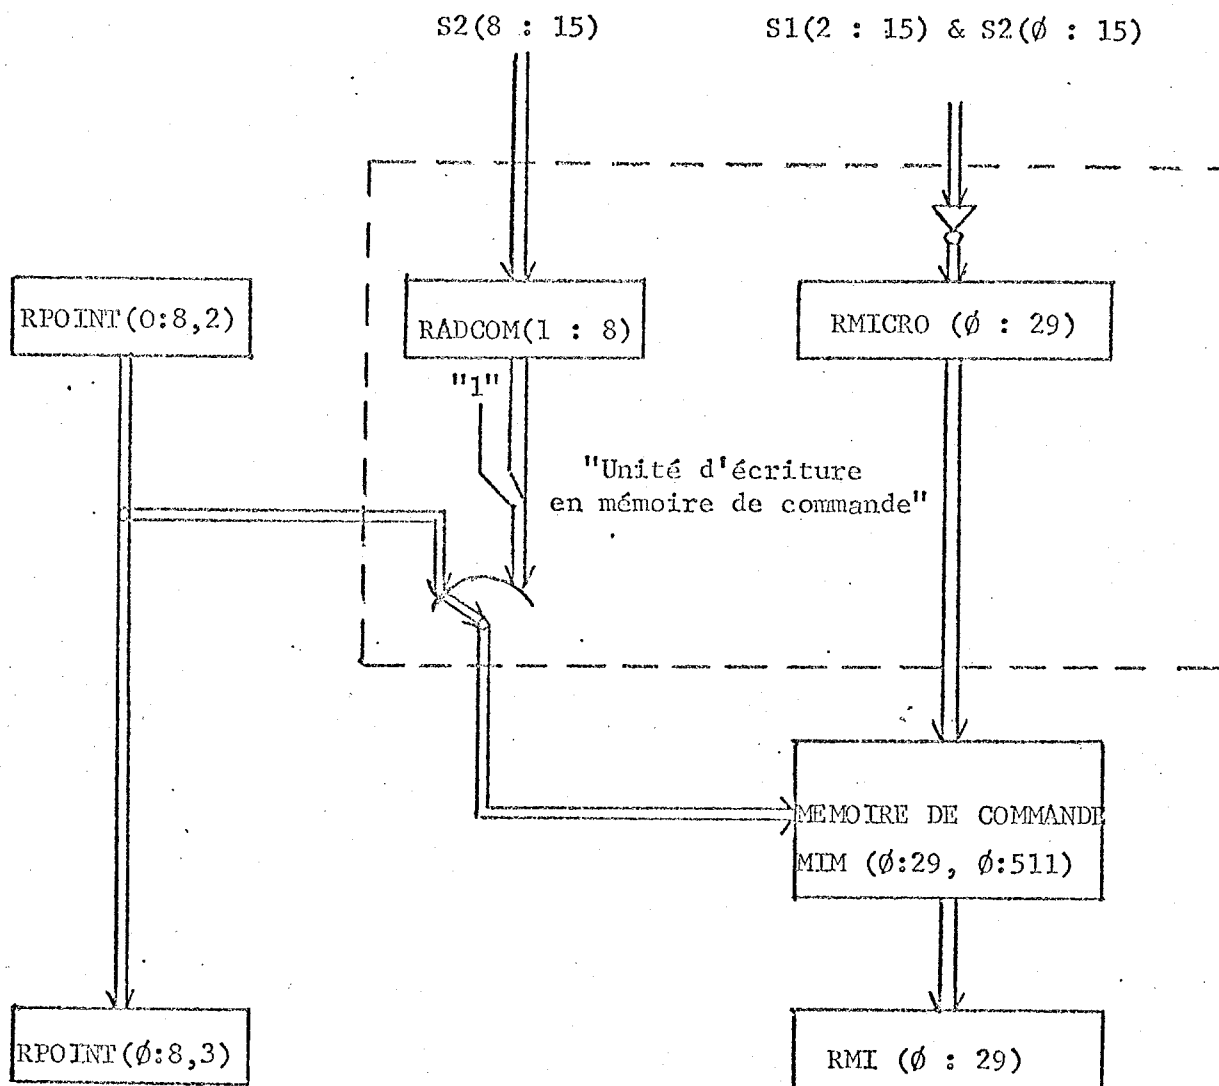 S2(8 : 15)
S1(2 : 15) & S2(ø : 15)
RPOINT(0:8,2)
RADCOM(1 : 8)
RMICRO (ø : 29)
"1"
"Unité d'écriture
en mémoire de commande"
MEMOIRE DE COMMANDE
MIM (ø:29, ø:511)
RPOINT(ø:8,3)
RMI (ø : 29)